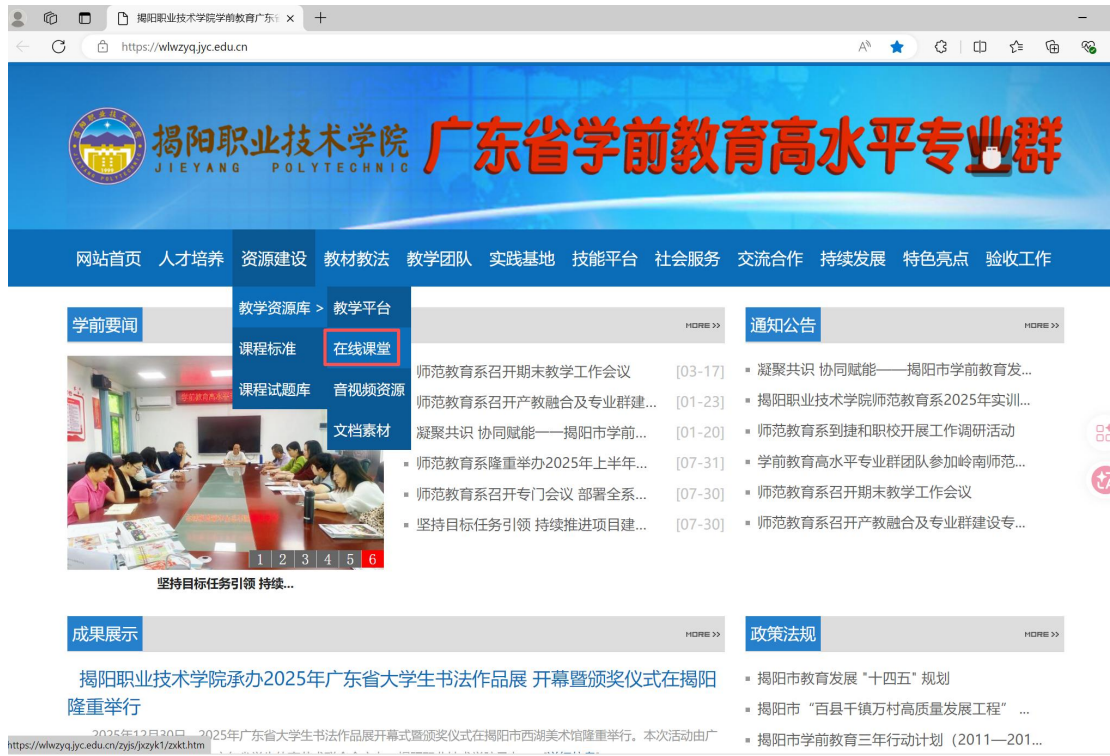 揭阳职业技术学院学前教育广东省
https://wlwzyq.jyc.edu.cn
揭阳职业技术学院
JIEYANG POLYTECHNIC
广东省学前教育高水平专业群
网站首页 人才培养 资源建设 教材教法 教学团队 实践基地 技能平台 社会服务 交流合作 持续发展 特色亮点 验收工作
教学资源库 > 教学平台
课程标准 在线课堂
课程试题库 音视频资源
文档素材
学前要闻
MORE >>
师范教育系召开期末教学工作会议 [03-17]
师范教育系召开产教融合及专业群建... [01-23]
凝聚共识 协同赋能——揭阳市学前... [01-20]
师范教育系隆重举办2025年上半年... [07-31]
师范教育系召开专门会议 部署全系... [07-30]
坚持目标任务引领 持续推进项目建... [07-30]
1 2 3 4 5 6
坚持目标任务引领 持续...
通知公告
MORE >>
凝聚共识 协同赋能——揭阳市学前教育发...
揭阳职业技术学院师范教育系2025年实训...
师范教育系到捷和职校开展工作调研活动
学前教育高水平专业群团队参加岭南师范...
师范教育系召开期末教学工作会议
师范教育系召开产教融合及专业群建设专...
成果展示
MORE >>
揭阳职业技术学院承办2025年广东省大学生书法作品展 开幕暨颁奖仪式在揭阳
隆重举行
2025年12月30日，2025年广东省大学生书法作品展开幕式暨颁奖仪式在揭阳市西湖美术馆隆重举行。本次活动由广
https://wlwzyq.jyc.edu.cn/zyjs/jxzyk1/zxkt.htm
政策法规
MORE >>
揭阳市教育发展 "十四五" 规划
揭阳市“百县千镇万村高质量发展工程” ...
揭阳市学前教育三年行动计划（2011—201...